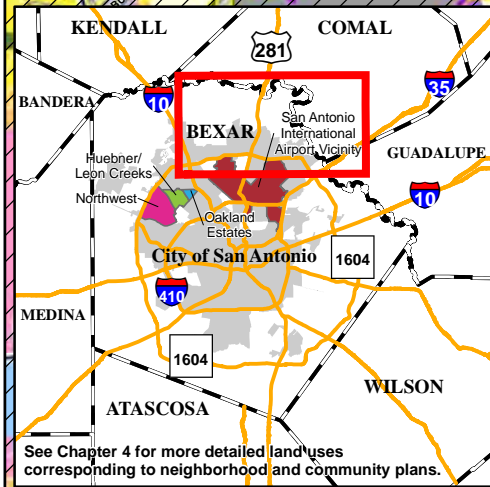 KENDALL
COMAL
281
35
BANDERA
10
BEXAR
San Antonio
International
Airport Vicinity
GUADALUPE
Huebner/
Leon Creeks
Northwest
10
Oakland
Estates
City of San Antonio
1604
410
MEDINA
1604
WILSON
ATASCOSA
See Chapter 4 for more detailed land uses
corresponding to neighborhood and community plans.